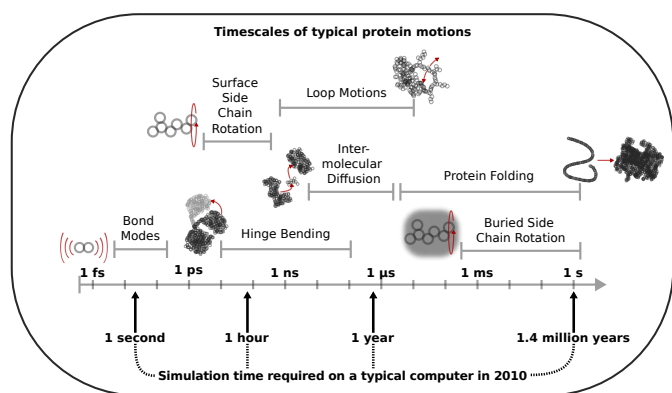 Timescales of typical protein motions
Surface
Side
Chain
Rotation
Loop Motions
Inter-
molecular
Diffusion
Protein Folding
Bond
Modes
Hinge Bending
Buried Side
Chain Rotation
1 fs
1 ps
1 ns
1 µs
1 ms
1 s
1 second
1 hour
1 year
1.4 million years
Simulation time required on a typical computer in 2010